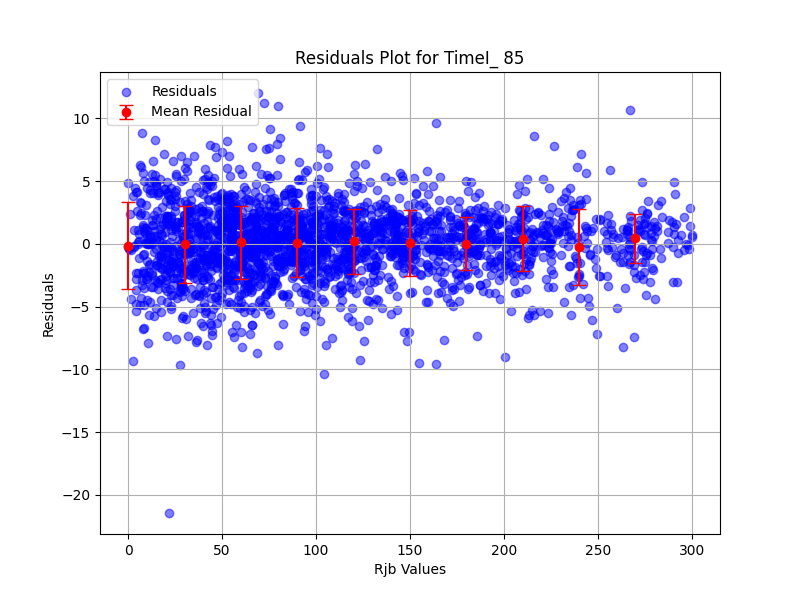 Residuals Plot for TimeI_ 85
Residuals
Mean Residual
10
5
0
−5
−10
−15
−20
Residuals
0 50 100 150 200 250 300
Rjb Values